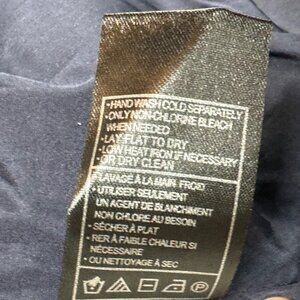 •HAND WASH COLD SEPARATELY
•ONLY NON-CHLORINE BLEACH
WHEN NEEDED
•LAY FLAT TO DRY
•LOW HEAT IRON IF NECESSARY
•OR DRY CLEAN
LAVAGE À LA MAIN FROID
• UTILISER SEULEMENT
UN AGENT DE BLANCHIMENT
NON CHLORE AU BESOIN
• SÉCHER À PLAT
• RER À FAIBLE CHALEUR SI
NÉCESSAIRE
• OU NETTOYAGE À SEC
P